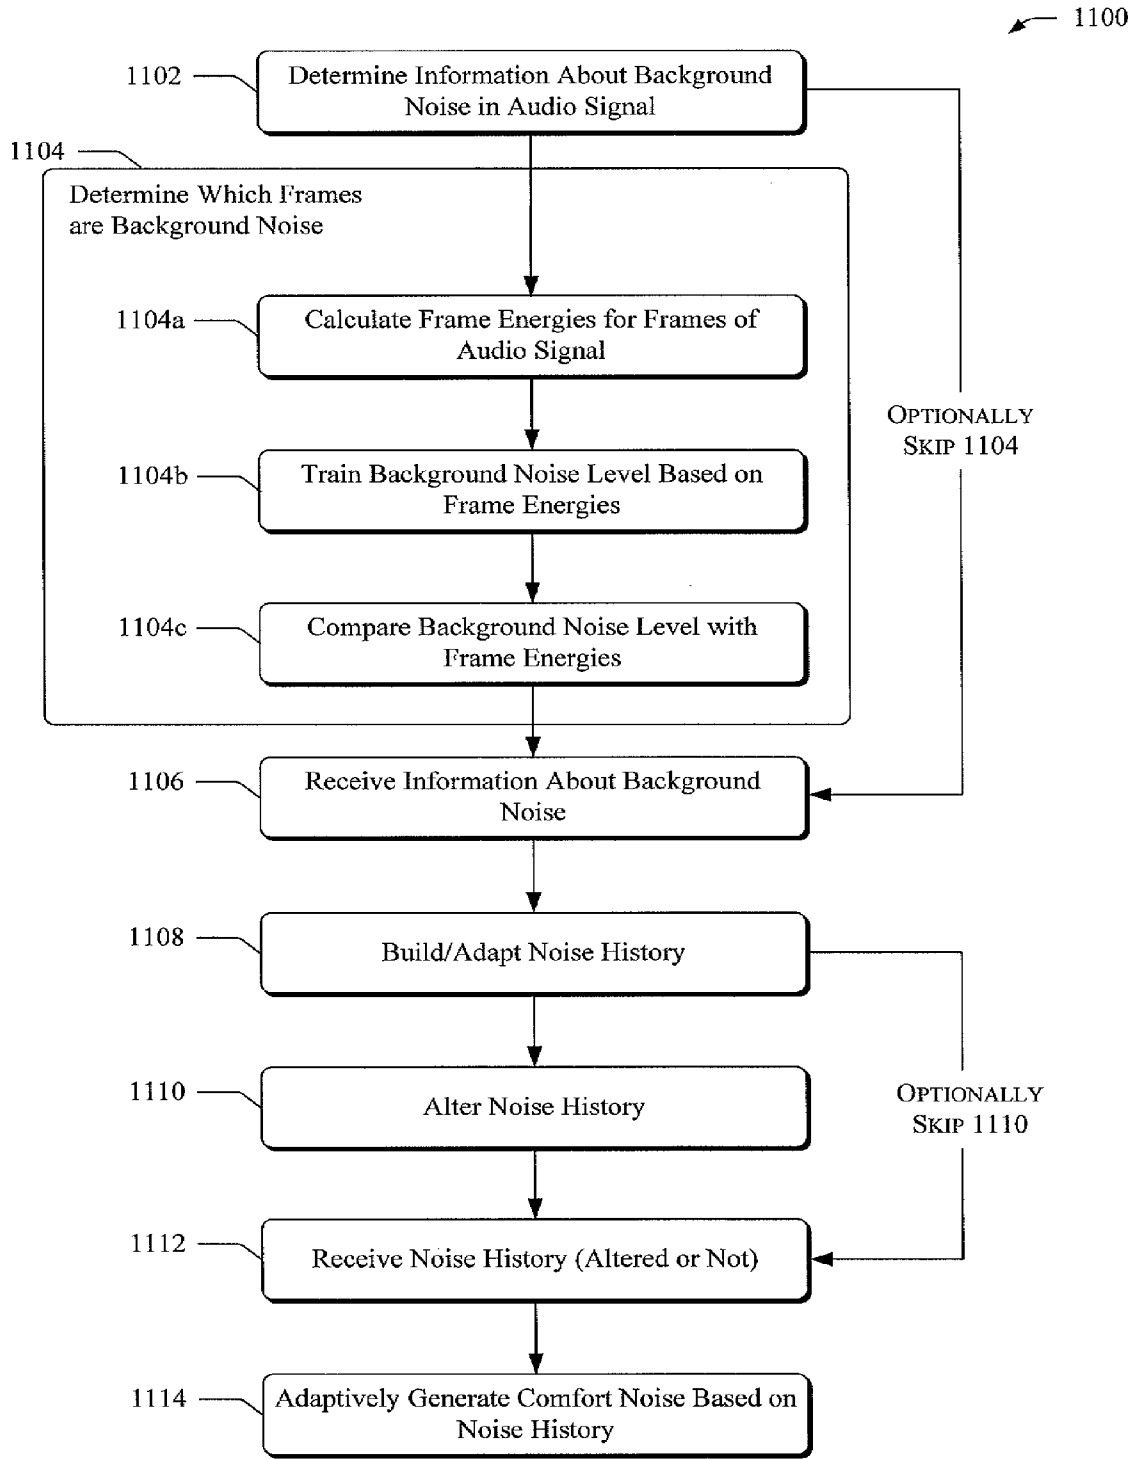 1100
1102
Determine Information About Background
Noise in Audio Signal
1104
Determine Which Frames
are Background Noise
1104a
Calculate Frame Energies for Frames of
Audio Signal
OPTIONALLY
SKIP 1104
1104b
Train Background Noise Level Based on
Frame Energies
1104c
Compare Background Noise Level with
Frame Energies
1106
Receive Information About Background
Noise
1108
Build/Adapt Noise History
1110
Alter Noise History
OPTIONALLY
SKIP 1110
1112
Receive Noise History (Altered or Not)
1114
Adaptively Generate Comfort Noise Based on
Noise History